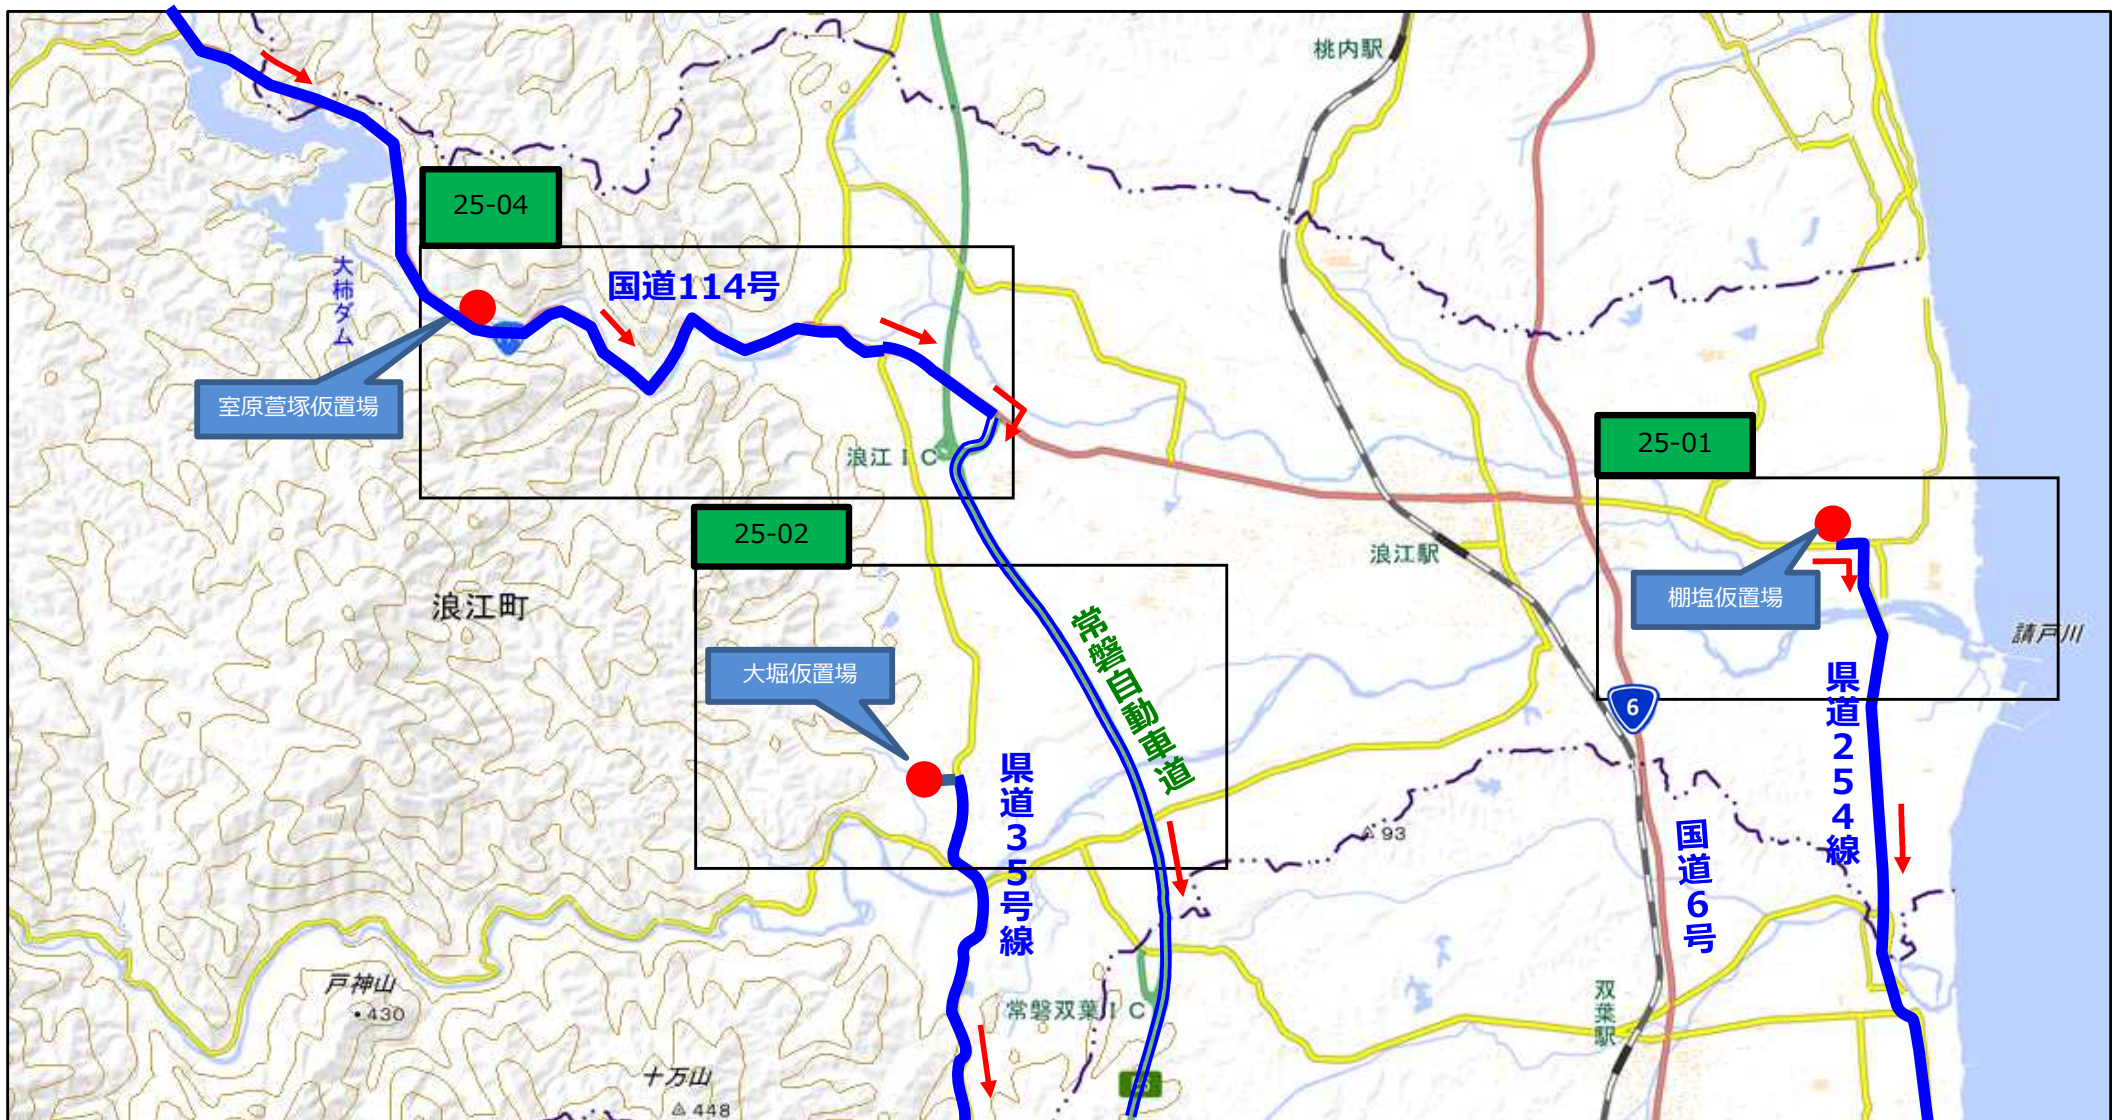 桃内駅
25-04
大柿ダム
国道114号
室原萱塚仮置場
浪江IC
25-01
25-02
浪江駅
棚塩仮置場
浪江町
常磐自動車道
請戸川
大堀仮置場
県道254線
6
県道35号線
93
国道6号
戸神山
430
常磐双葉IC
双葉駅
十万山
448